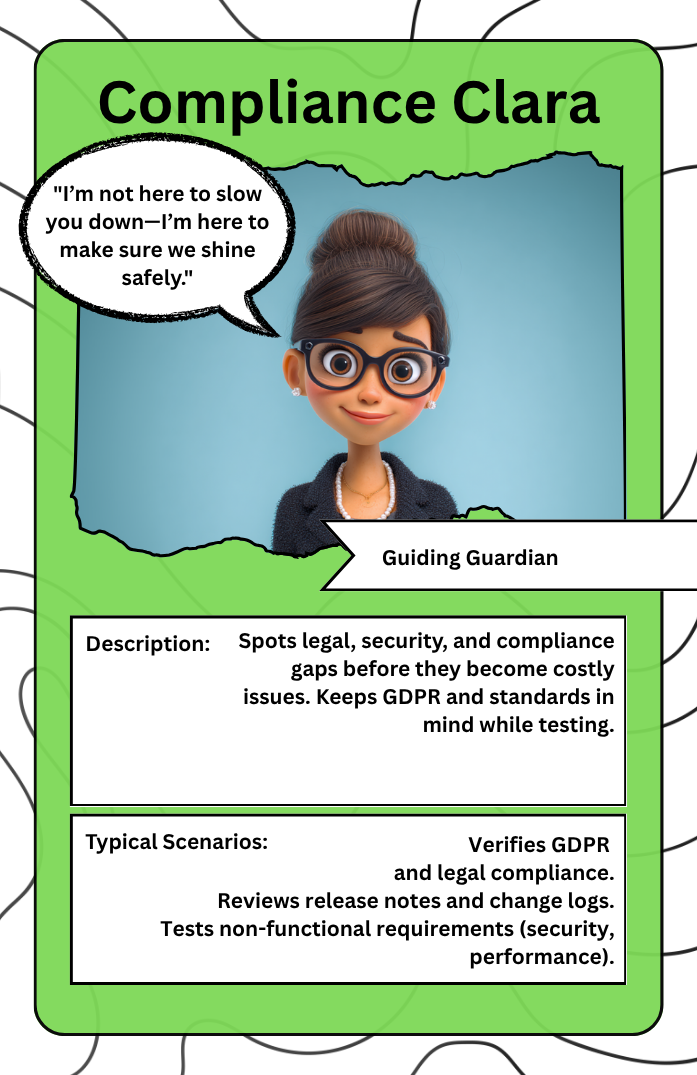 Compliance Clara
"I’m not here to slow
you down—I’m here to
make sure we shine
safely."
Guiding Guardian
Description:
Spots legal, security, and compliance
gaps before they become costly
issues. Keeps GDPR and standards in
mind while testing.
Typical Scenarios:
Verifies GDPR
and legal compliance.
Reviews release notes and change logs.
Tests non-functional requirements (security,
performance).